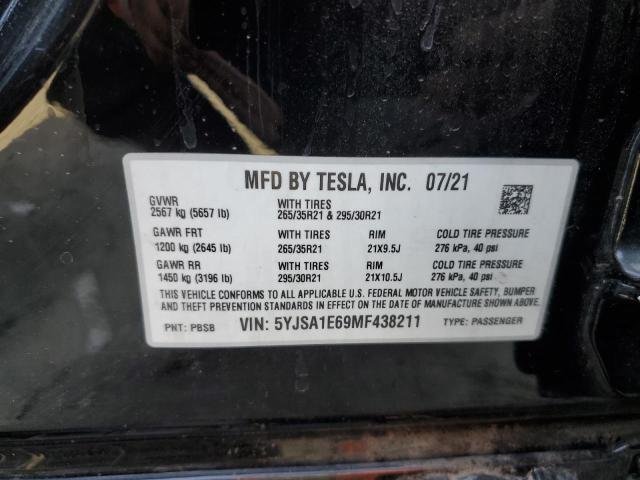 MFD BY TESLA, INC. 07/21
GVWR WITH TIRES
2567 kg (5657 lb) 265/35R21 & 295/30R21
GAWR FRT WITH TIRES RIM COLD TIRE PRESSURE
1200 kg (2645 lb) 265/35R21 21X9.5J 276 kPa, 40 psi
GAWR RR WITH TIRES RIM COLD TIRE PRESSURE
1450 kg (3196 lb) 295/30R21 21X10.5J 276 kPa, 40 psi
THIS VEHICLE CONFORMS TO ALL APPLICABLE U.S. FEDERAL MOTOR VEHICLE SAFETY, BUMPER
AND THEFT PREVENTION STANDARDS IN EFFECT ON THE DATE OF MANUFACTURE SHOWN ABOVE.
PNT: PBSB VIN: 5YJSA1E69MF438211 TYPE: PASSENGER